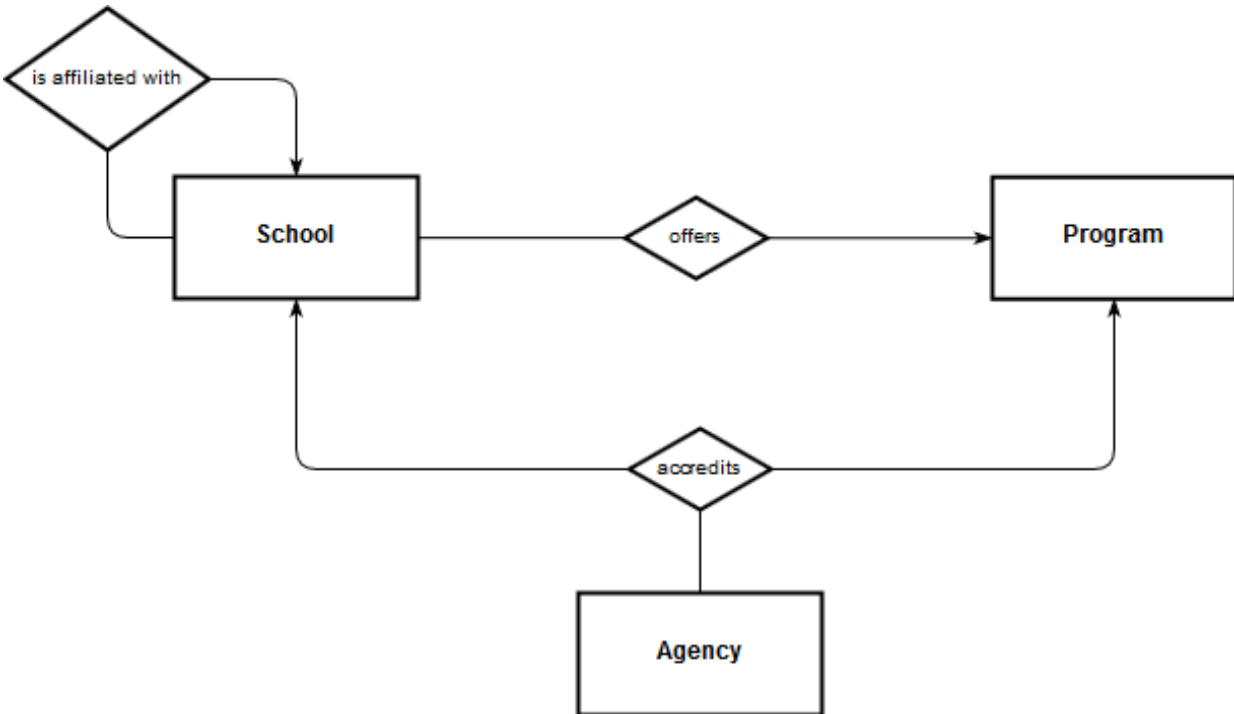 is affiliated with
School
offers
Program
accredits
Agency